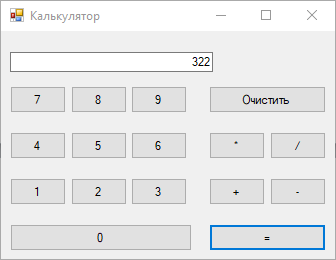 Калькулятор
322
7 8 9 Очистить
4 5 6 * /
1 2 3 + -
0 =